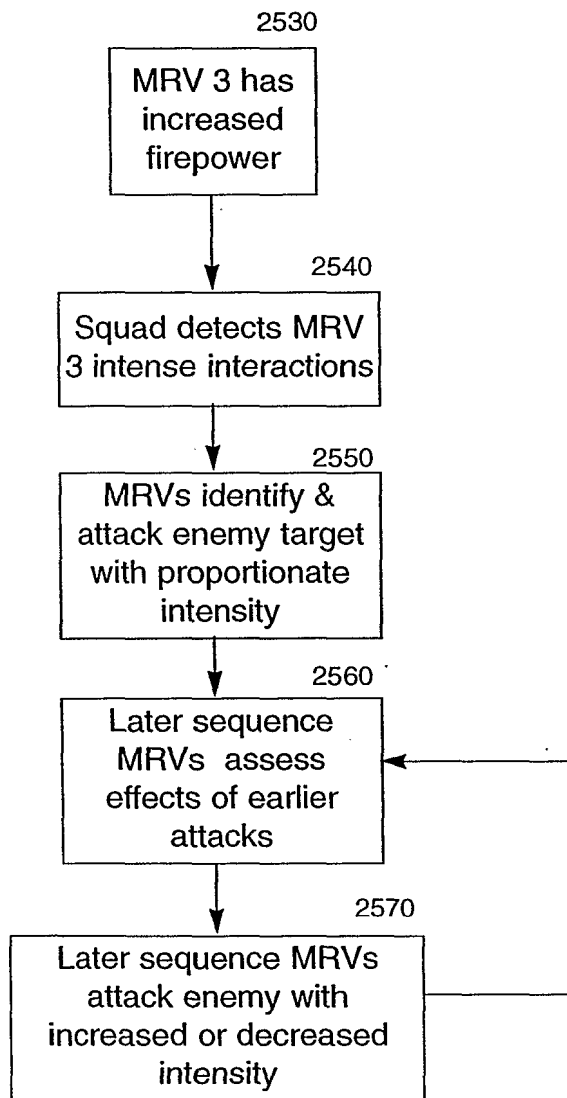 2530
MRV 3 has
increased
firepower
2540
Squad detects MRV
3 intense interactions
2550
MRVs identify &
attack enemy target
with proportionate
intensity
2560
Later sequence
MRVs assess
effects of earlier
attacks
2570
Later sequence MRVs
attack enemy with
increased or decreased
intensity